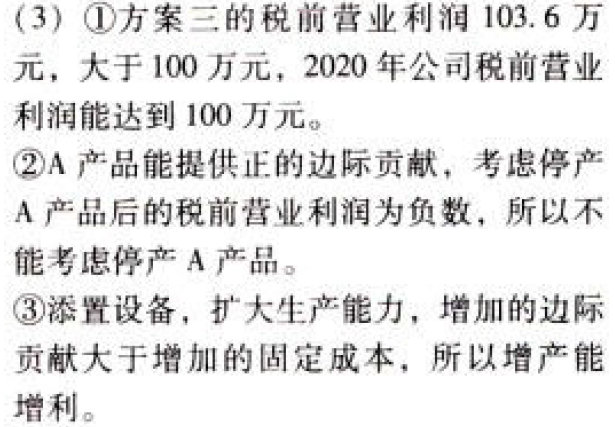 （3）①方案三的税前营业利润 103.6 万
元，大于 100 万元，2020 年公司税前营业
利润能达到 100 万元。
②A 产品能提供正的边际贡献，考虑停产
A 产品后的税前营业利润为负数，所以不
能考虑停产 A 产品。
③添置设备，扩大生产能力，增加的边际
贡献大于增加的固定成本，所以增产能
增利。